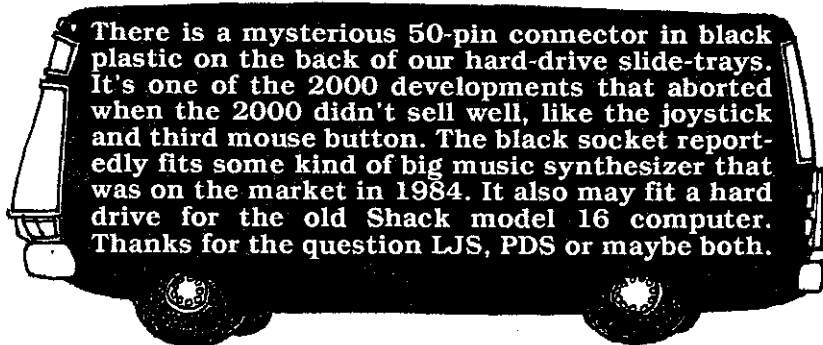 There is a mysterious 50-pin connector in black
plastic on the back of our hard-drive slide-trays.
It's one of the 2000 developments that aborted
when the 2000 didn't sell well, like the joystick
and third mouse button. The black socket report-
edly fits some kind of big music synthesizer that
was on the market in 1984. It also may fit a hard
drive for the old Shack model 16 computer.
Thanks for the question LJS, PDS or maybe both.